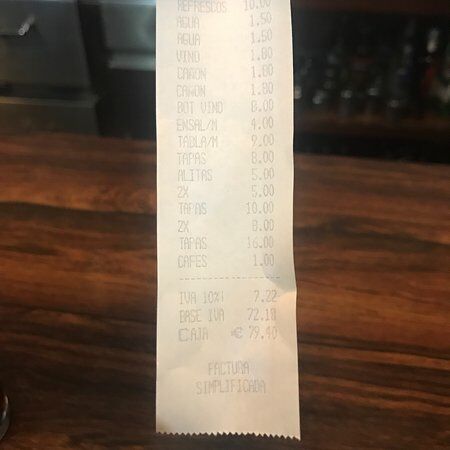 REFRESCOS 10.00
AGUA 1.50
AGUA 1.50
VINO 1.80
CAÑON 1.80
CAÑON 1.80
BOT VINO 8.00
ENSAL/M 4.00
TABLA/M 9.00
TAPAS 8.00
ALITAS 5.00
2X 5.00
TAPAS 10.00
2X 8.00
TAPAS 16.00
CAFES 1.00
IVA 10% 7.22
BASE IVA 72.18
CAJA € 79.40
FACTURA
SIMPLIFICADA